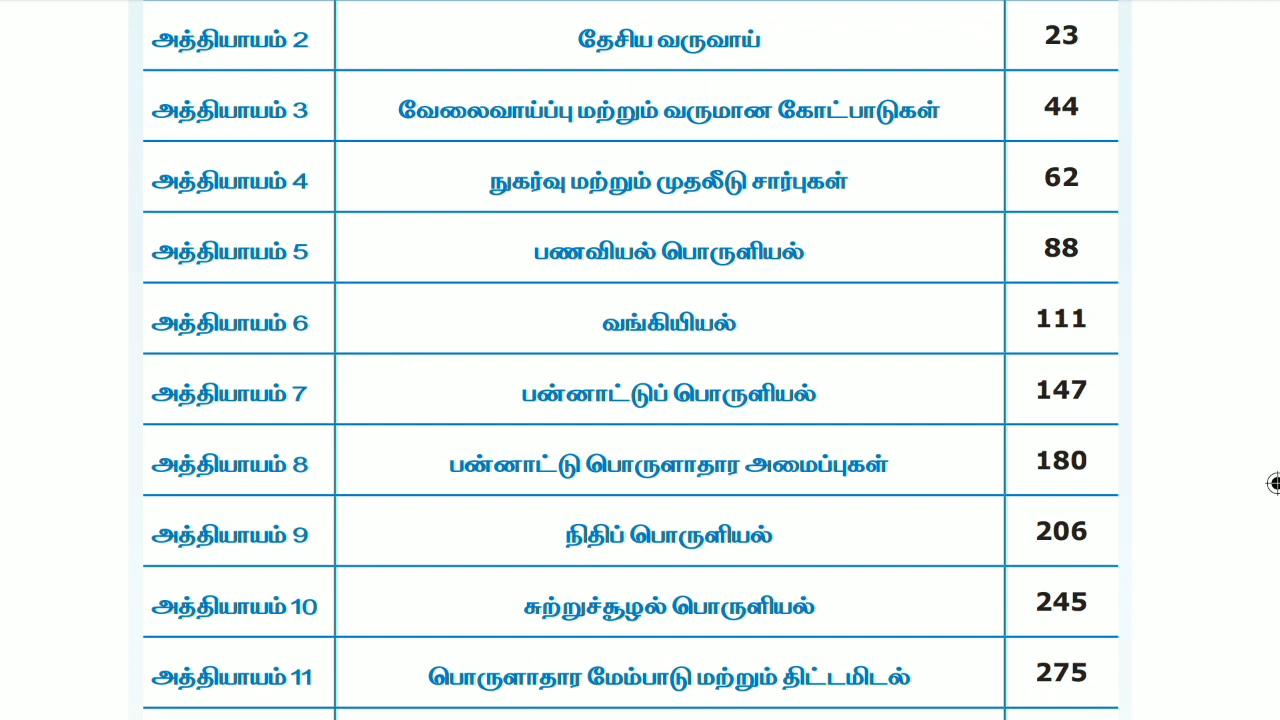 அத்தியாயம் 2 தேசிய வருவாய் 23
அத்தியாயம் 3 வேலைவாய்ப்பு மற்றும் வருமான கோட்பாடுகள் 44
அத்தியாயம் 4 நுகர்வு மற்றும் முதலீடு சார்புகள் 62
அத்தியாயம் 5 பணவியல் பொருளியல் 88
அத்தியாயம் 6 வங்கியியல் 111
அத்தியாயம் 7 பன்னாட்டுப் பொருளியல் 147
அத்தியாயம் 8 பன்னாட்டு பொருளாதார அமைப்புகள் 180
அத்தியாயம் 9 நிதிப் பொருளியல் 206
அத்தியாயம் 10 சுற்றுச்சூழல் பொருளியல் 245
அத்தியாயம் 11 பொருளாதார மேம்பாடு மற்றும் திட்டமிடல் 275